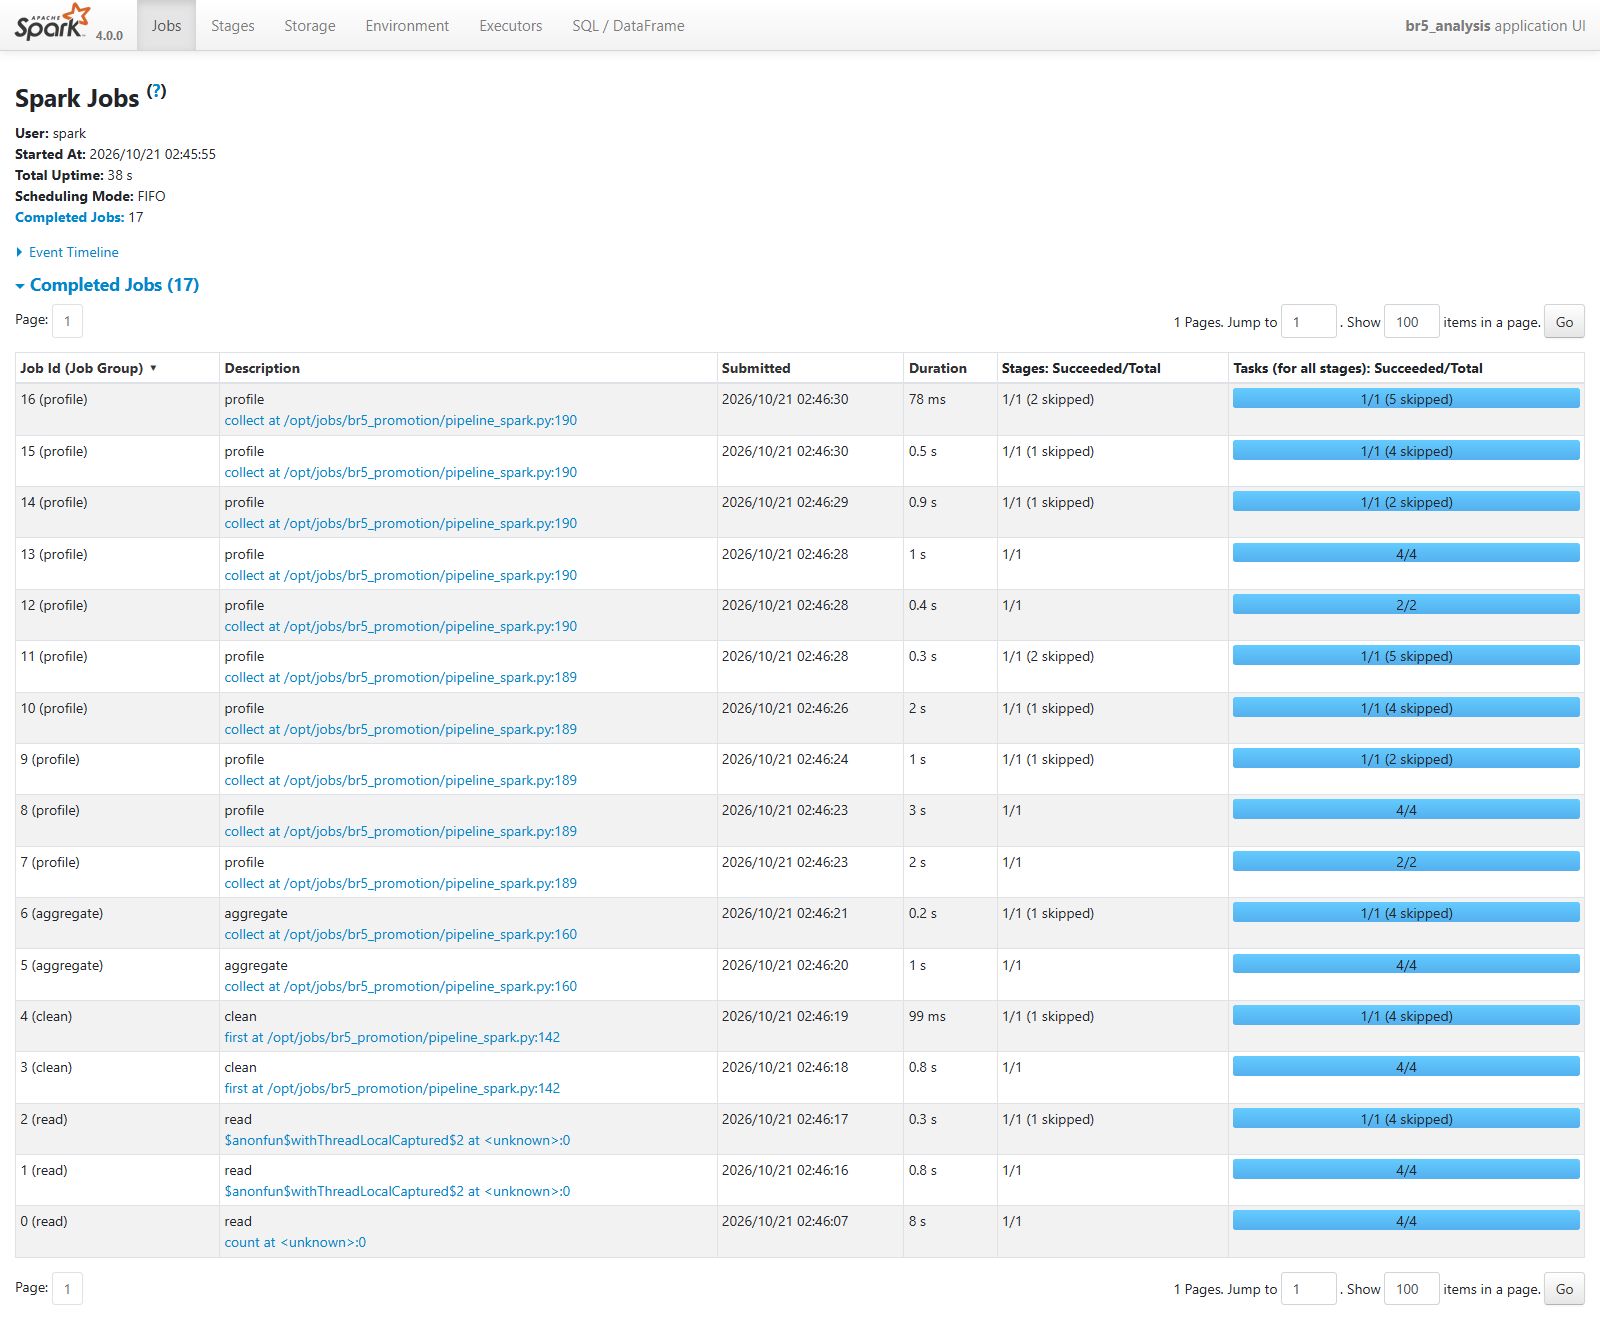 APACHE
Spark 4.0.0 Jobs Stages Storage Environment Executors SQL / DataFrame br5_analysis application UI
Spark Jobs (?)
User: spark
Started At: 2026/10/21 02:45:55
Total Uptime: 38 s
Scheduling Mode: FIFO
Completed Jobs: 17
Event Timeline
Completed Jobs (17)
Page: 1 1 Pages. Jump to 1 . Show 100 items in a page. Go
Job Id (Job Group) ▾ Description Submitted Duration Stages: Succeeded/Total Tasks (for all stages): Succeeded/Total
16 (profile) profile 2026/10/21 02:46:30 78 ms 1/1 (2 skipped) 1/1 (5 skipped)
collect at /opt/jobs/br5_promotion/pipeline_spark.py:190
15 (profile) profile 2026/10/21 02:46:30 0.5 s 1/1 (1 skipped) 1/1 (4 skipped)
collect at /opt/jobs/br5_promotion/pipeline_spark.py:190
14 (profile) profile 2026/10/21 02:46:29 0.9 s 1/1 (1 skipped) 1/1 (2 skipped)
collect at /opt/jobs/br5_promotion/pipeline_spark.py:190
13 (profile) profile 2026/10/21 02:46:28 1 s 1/1 4/4
collect at /opt/jobs/br5_promotion/pipeline_spark.py:190
12 (profile) profile 2026/10/21 02:46:28 0.4 s 1/1 2/2
collect at /opt/jobs/br5_promotion/pipeline_spark.py:190
11 (profile) profile 2026/10/21 02:46:28 0.3 s 1/1 (2 skipped) 1/1 (5 skipped)
collect at /opt/jobs/br5_promotion/pipeline_spark.py:189
10 (profile) profile 2026/10/21 02:46:26 2 s 1/1 (1 skipped) 1/1 (4 skipped)
collect at /opt/jobs/br5_promotion/pipeline_spark.py:189
9 (profile) profile 2026/10/21 02:46:24 1 s 1/1 (1 skipped) 1/1 (2 skipped)
collect at /opt/jobs/br5_promotion/pipeline_spark.py:189
8 (profile) profile 2026/10/21 02:46:23 3 s 1/1 4/4
collect at /opt/jobs/br5_promotion/pipeline_spark.py:189
7 (profile) profile 2026/10/21 02:46:23 2 s 1/1 2/2
collect at /opt/jobs/br5_promotion/pipeline_spark.py:189
6 (aggregate) aggregate 2026/10/21 02:46:21 0.2 s 1/1 (1 skipped) 1/1 (4 skipped)
collect at /opt/jobs/br5_promotion/pipeline_spark.py:160
5 (aggregate) aggregate 2026/10/21 02:46:20 1 s 1/1 4/4
collect at /opt/jobs/br5_promotion/pipeline_spark.py:160
4 (clean) clean 2026/10/21 02:46:19 99 ms 1/1 (1 skipped) 1/1 (4 skipped)
first at /opt/jobs/br5_promotion/pipeline_spark.py:142
3 (clean) clean 2026/10/21 02:46:18 0.8 s 1/1 4/4
first at /opt/jobs/br5_promotion/pipeline_spark.py:142
2 (read) read 2026/10/21 02:46:17 0.3 s 1/1 (1 skipped) 1/1 (4 skipped)
$anonfun$withThreadLocalCaptured$2 at <unknown>:0
1 (read) read 2026/10/21 02:46:16 0.8 s 1/1 4/4
$anonfun$withThreadLocalCaptured$2 at <unknown>:0
0 (read) read 2026/10/21 02:46:07 8 s 1/1 4/4
count at <unknown>:0
Page: 1 1 Pages. Jump to 1 . Show 100 items in a page. Go